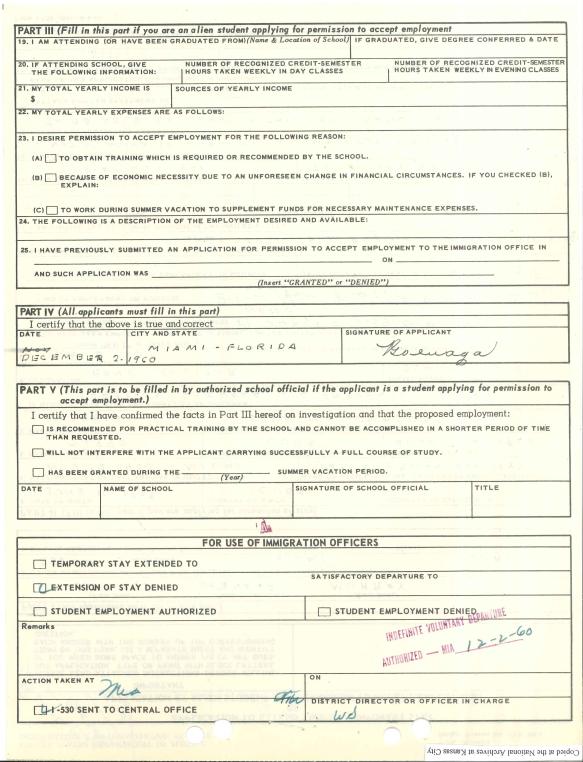 PART III (Fill in this part if you are an alien student applying for permission to accept employment
19. I AM ATTENDING (OR HAVE BEEN GRADUATED FROM) (Name & Location of School) IF GRADUATED, GIVE DEGREE CONFERRED & DATE
20. IF ATTENDING SCHOOL, GIVE THE FOLLOWING INFORMATION:
NUMBER OF RECOGNIZED CREDIT-SEMESTER HOURS TAKEN WEEKLY IN DAY CLASSES
NUMBER OF RECOGNIZED CREDIT-SEMESTER HOURS TAKEN WEEKLY IN EVENING CLASSES
21. MY TOTAL YEARLY INCOME IS
$
SOURCES OF YEARLY INCOME
22. MY TOTAL YEARLY EXPENSES ARE AS FOLLOWS:
23. I DESIRE PERMISSION TO ACCEPT EMPLOYMENT FOR THE FOLLOWING REASON:
(A) TO OBTAIN TRAINING WHICH IS REQUIRED OR RECOMMENDED BY THE SCHOOL.
(B) BECAUSE OF ECONOMIC NECESSITY DUE TO AN UNFORESEEN CHANGE IN FINANCIAL CIRCUMSTANCES. IF YOU CHECKED (B),
EXPLAIN:
(C) TO WORK DURING SUMMER VACATION TO SUPPLEMENT FUNDS FOR NECESSARY MAINTENANCE EXPENSES.
24. THE FOLLOWING IS A DESCRIPTION OF THE EMPLOYMENT DESIRED AND AVAILABLE:
25. I HAVE PREVIOUSLY SUBMITTED AN APPLICATION FOR PERMISSION TO ACCEPT EMPLOYMENT TO THE IMMIGRATION OFFICE IN
ON
AND SUCH APPLICATION WAS
(Insert "GRANTED" or "DENIED")
PART IV (All applicants must fill in this part)
I certify that the above is true and correct
DATE CITY AND STATE SIGNATURE OF APPLICANT
MIAMI - FLORIDA
DECEMBER 2-1960
PART V (This part is to be filled in by authorized school official if the applicant is a student applying for permission to
accept employment.)
I certify that I have confirmed the facts in Part III hereof on investigation and that the proposed employment:
IS RECOMMENDED FOR PRACTICAL TRAINING BY THE SCHOOL AND CANNOT BE ACCOMPLISHED IN A SHORTER PERIOD OF TIME
THAN REQUESTED.
WILL NOT INTERFERE WITH THE APPLICANT CARRYING SUCCESSFULLY A FULL COURSE OF STUDY.
HAS BEEN GRANTED DURING THE SUMMER VACATION PERIOD.
(Year)
DATE NAME OF SCHOOL SIGNATURE OF SCHOOL OFFICIAL TITLE
FOR USE OF IMMIGRATION OFFICERS
TEMPORARY STAY EXTENDED TO
SATISFACTORY DEPARTURE TO
EXTENSION OF STAY DENIED
STUDENT EMPLOYMENT AUTHORIZED STUDENT EMPLOYMENT DENIED
Remarks
INDEFINITE VOLUNTARY DEPARTURE
AUTHORIZED — MIA 12-2-60
ACTION TAKEN AT Mia ON
I-530 SENT TO CENTRAL OFFICE DISTRICT DIRECTOR OR OFFICER IN CHARGE
Copied at the National Archives at Kansas City